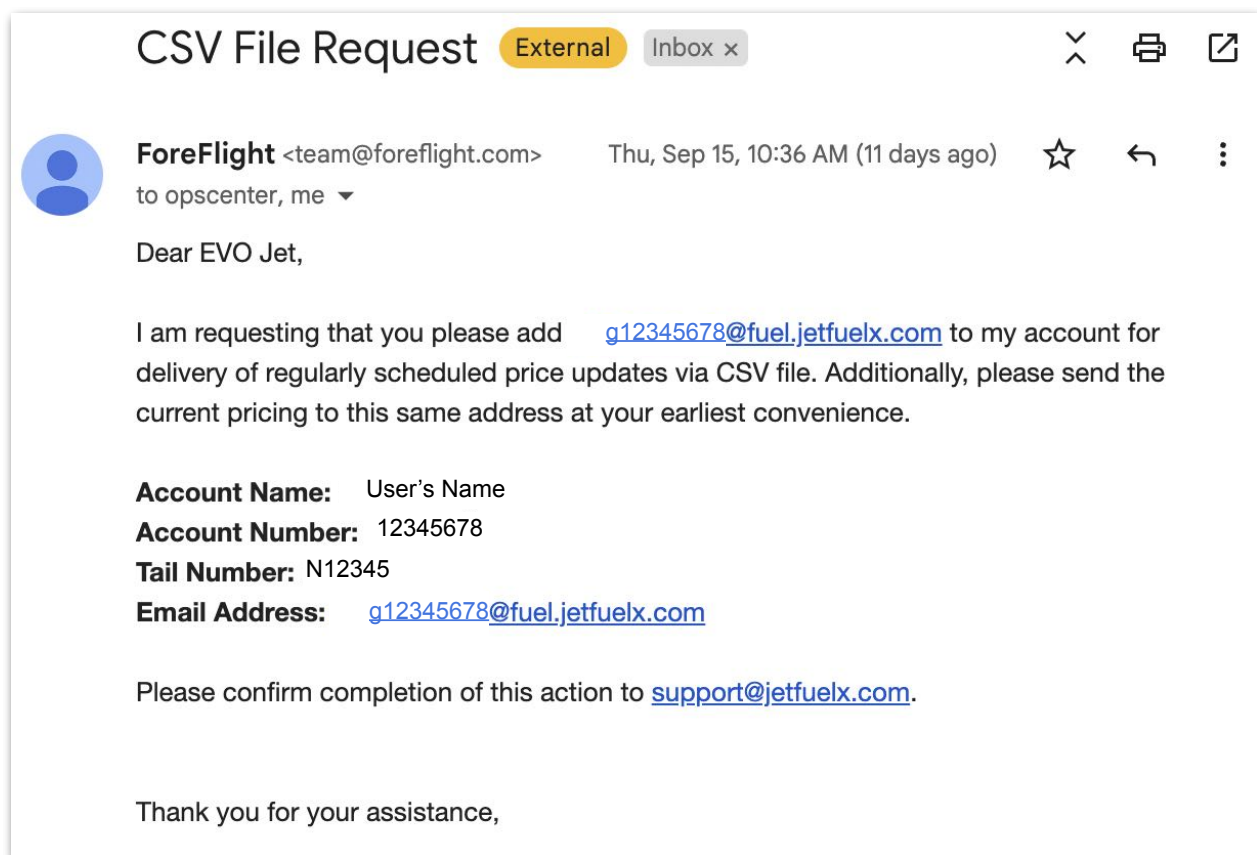 CSV File Request External Inbox ×
ForeFlight <team@foreflight.com> Thu, Sep 15, 10:36 AM (11 days ago)
to opscenter, me
Dear EVO Jet,
I am requesting that you please add g12345678@fuel.jetfuelx.com to my account for
delivery of regularly scheduled price updates via CSV file. Additionally, please send the
current pricing to this same address at your earliest convenience.
Account Name: User’s Name
Account Number: 12345678
Tail Number: N12345
Email Address: g12345678@fuel.jetfuelx.com
Please confirm completion of this action to support@jetfuelx.com.
Thank you for your assistance,